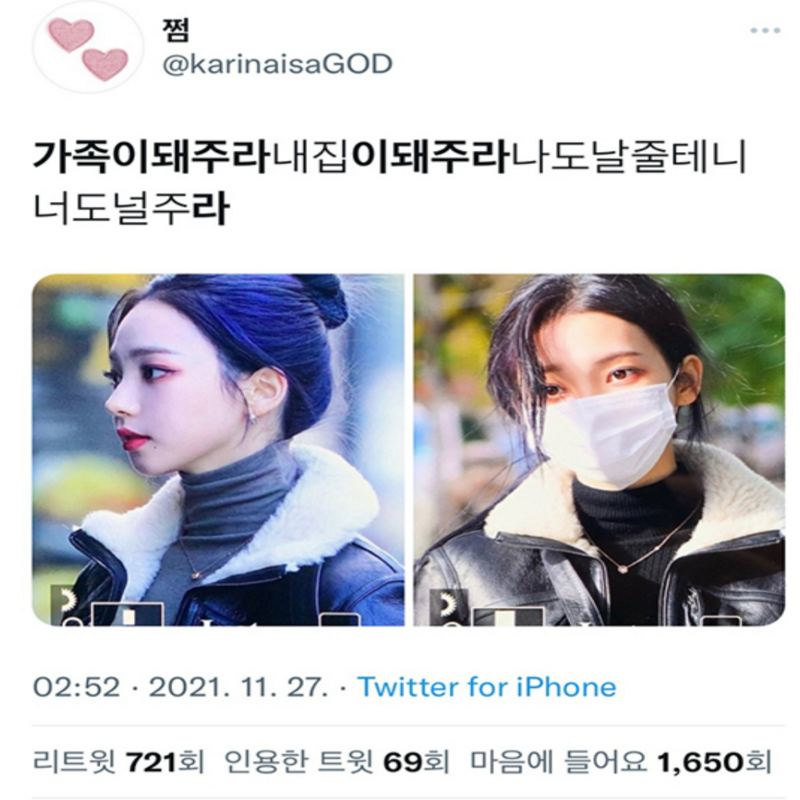 쩜
@karinaisaGOD
가족이돼주라내집이돼주라나도날줄테니
너도널주라
02:52 · 2021. 11. 27. · Twitter for iPhone
리트윗 721회 인용한 트윗 69회 마음에 들어요 1,650회